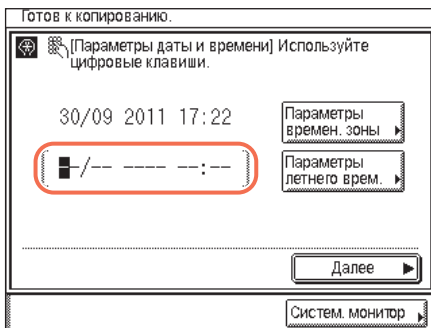 Готов к копированию.
[Параметры даты и времени] Используйте
цифровые клавиши.
30/09 2011 17:22
Параметры
времен. зоны
--/-- ---- --:--
Параметры
летнего врем.
Далее
Систем. монитор